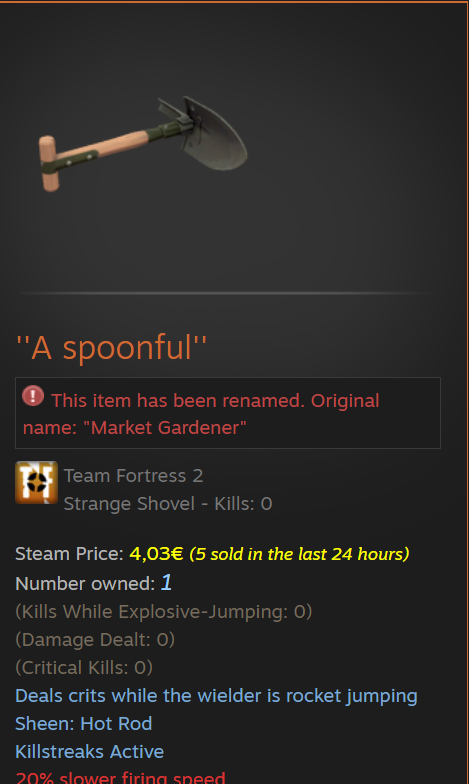 ''A spoonful''
This item has been renamed. Original
name: "Market Gardener"
Team Fortress 2
Strange Shovel - Kills: 0
Steam Price: 4,03€ (5 sold in the last 24 hours)
Number owned: 1
(Kills While Explosive-Jumping: 0)
(Damage Dealt: 0)
(Critical Kills: 0)
Deals crits while the wielder is rocket jumping
Sheen: Hot Rod
Killstreaks Active
20% slower firing speed